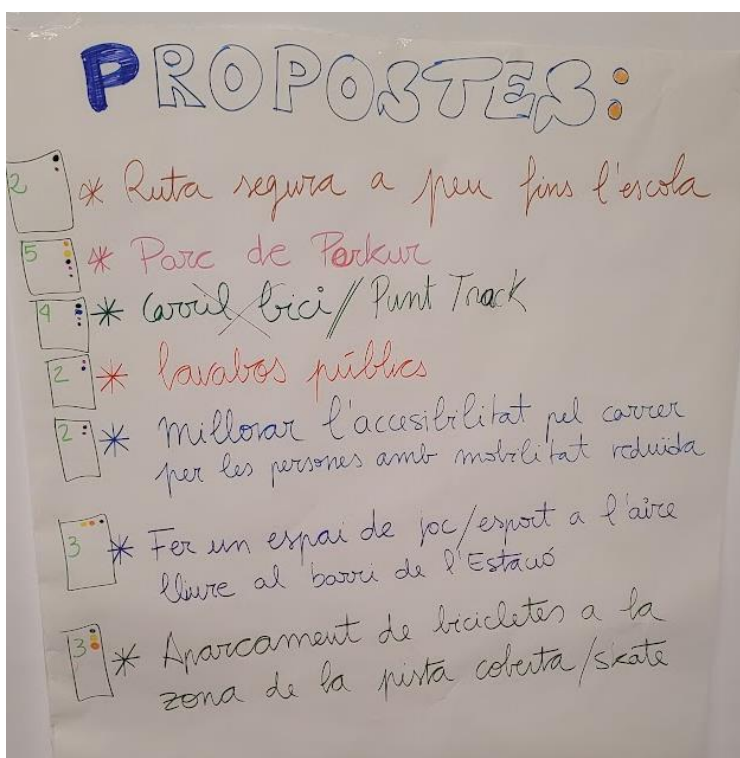 PROPOSTES:
2 * Ruta segura a peu fins l'escola
5 * Parc de Parkur
4 * Carril bici / Punt Track
2 * lavabos públics
2 * millorar l'accesibilitat pel carrer
per les persones amb mobilitat reduïda
3 * Fer un espai de joc/esport a l'aire
lliure al barri de l'Estació
3 * Aparcament de bicicletes a la
zona de la pista coberta/skate